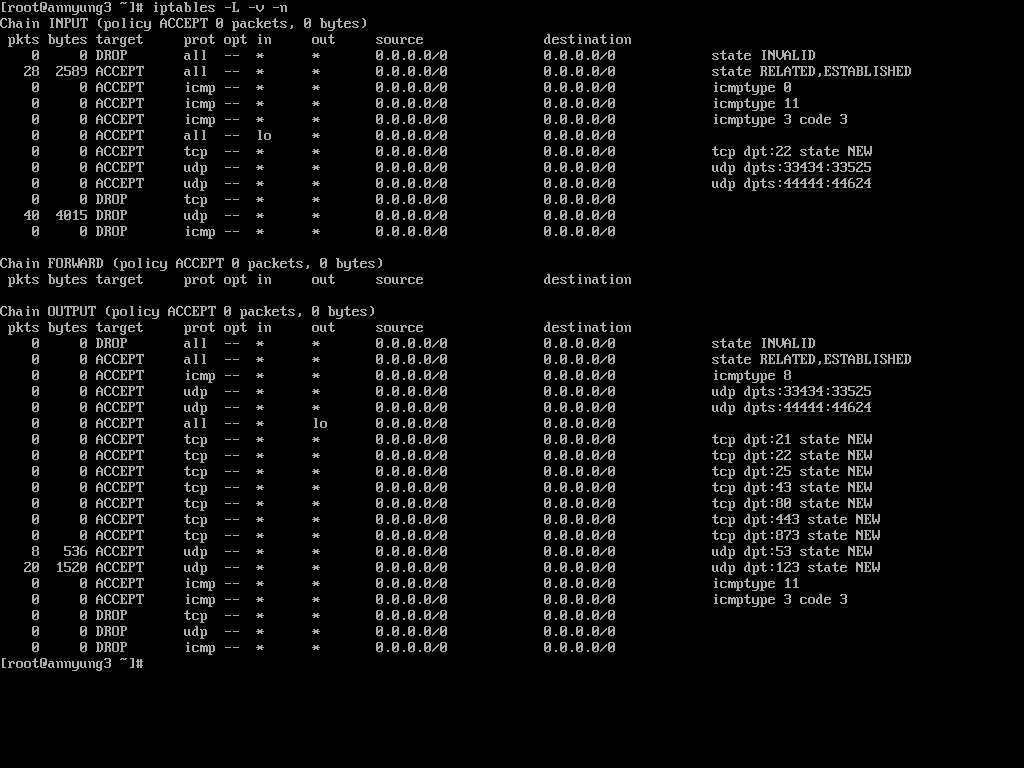 [root@annyung3 ~]# iptables -L -v -n
Chain INPUT (policy ACCEPT 0 packets, 0 bytes)
 pkts bytes target     prot opt in     out     source               destination
    0     0 DROP       all  --  *      *       0.0.0.0/0            0.0.0.0/0            state INVALID
   28  2589 ACCEPT     all  --  *      *       0.0.0.0/0            0.0.0.0/0            state RELATED,ESTABLISHED
    0     0 ACCEPT     icmp --  *      *       0.0.0.0/0            0.0.0.0/0            icmptype 0
    0     0 ACCEPT     icmp --  *      *       0.0.0.0/0            0.0.0.0/0            icmptype 11
    0     0 ACCEPT     icmp --  *      *       0.0.0.0/0            0.0.0.0/0            icmptype 3 code 3
    0     0 ACCEPT     all  --  lo     *       0.0.0.0/0            0.0.0.0/0
    0     0 ACCEPT     tcp  --  *      *       0.0.0.0/0            0.0.0.0/0            tcp dpt:22 state NEW
    0     0 ACCEPT     udp  --  *      *       0.0.0.0/0            0.0.0.0/0            udp dpts:33434:33525
    0     0 ACCEPT     udp  --  *      *       0.0.0.0/0            0.0.0.0/0            udp dpts:44444:44624
    0     0 DROP       tcp  --  *      *       0.0.0.0/0            0.0.0.0/0
   40  4015 DROP       udp  --  *      *       0.0.0.0/0            0.0.0.0/0
    0     0 DROP       icmp --  *      *       0.0.0.0/0            0.0.0.0/0
Chain FORWARD (policy ACCEPT 0 packets, 0 bytes)
 pkts bytes target     prot opt in     out     source               destination
Chain OUTPUT (policy ACCEPT 0 packets, 0 bytes)
 pkts bytes target     prot opt in     out     source               destination
    0     0 DROP       all  --  *      *       0.0.0.0/0            0.0.0.0/0            state INVALID
    0     0 ACCEPT     all  --  *      *       0.0.0.0/0            0.0.0.0/0            state RELATED,ESTABLISHED
    0     0 ACCEPT     icmp --  *      *       0.0.0.0/0            0.0.0.0/0            icmptype 8
    0     0 ACCEPT     udp  --  *      *       0.0.0.0/0            0.0.0.0/0            udp dpts:33434:33525
    0     0 ACCEPT     udp  --  *      *       0.0.0.0/0            0.0.0.0/0            udp dpts:44444:44624
    0     0 ACCEPT     all  --  *      lo      0.0.0.0/0            0.0.0.0/0
    0     0 ACCEPT     tcp  --  *      *       0.0.0.0/0            0.0.0.0/0            tcp dpt:21 state NEW
    0     0 ACCEPT     tcp  --  *      *       0.0.0.0/0            0.0.0.0/0            tcp dpt:22 state NEW
    0     0 ACCEPT     tcp  --  *      *       0.0.0.0/0            0.0.0.0/0            tcp dpt:25 state NEW
    0     0 ACCEPT     tcp  --  *      *       0.0.0.0/0            0.0.0.0/0            tcp dpt:43 state NEW
    0     0 ACCEPT     tcp  --  *      *       0.0.0.0/0            0.0.0.0/0            tcp dpt:80 state NEW
    0     0 ACCEPT     tcp  --  *      *       0.0.0.0/0            0.0.0.0/0            tcp dpt:443 state NEW
    0     0 ACCEPT     tcp  --  *      *       0.0.0.0/0            0.0.0.0/0            tcp dpt:873 state NEW
    8   536 ACCEPT     udp  --  *      *       0.0.0.0/0            0.0.0.0/0            udp dpt:53 state NEW
   20  1520 ACCEPT     udp  --  *      *       0.0.0.0/0            0.0.0.0/0            udp dpt:123 state NEW
    0     0 ACCEPT     icmp --  *      *       0.0.0.0/0            0.0.0.0/0            icmptype 11
    0     0 ACCEPT     icmp --  *      *       0.0.0.0/0            0.0.0.0/0            icmptype 3 code 3
    0     0 DROP       tcp  --  *      *       0.0.0.0/0            0.0.0.0/0
    0     0 DROP       udp  --  *      *       0.0.0.0/0            0.0.0.0/0
    0     0 DROP       icmp --  *      *       0.0.0.0/0            0.0.0.0/0
[root@annyung3 ~]#